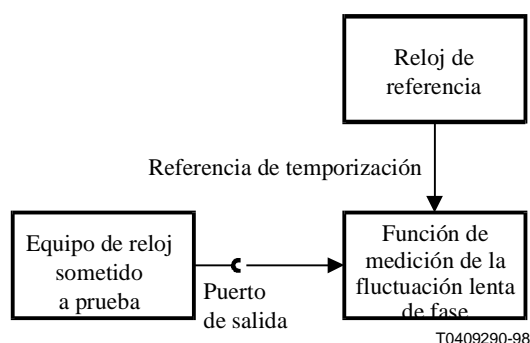 Reloj de
referencia
Referencia de temporización
Equipo de reloj
sometido
a prueba
Puerto
de salida
Función de
medición de la
fluctuación lenta
de fase
T0409290-98